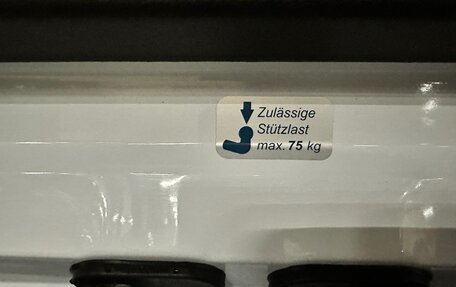 Zulässige
Stützlast
max. 75 kg